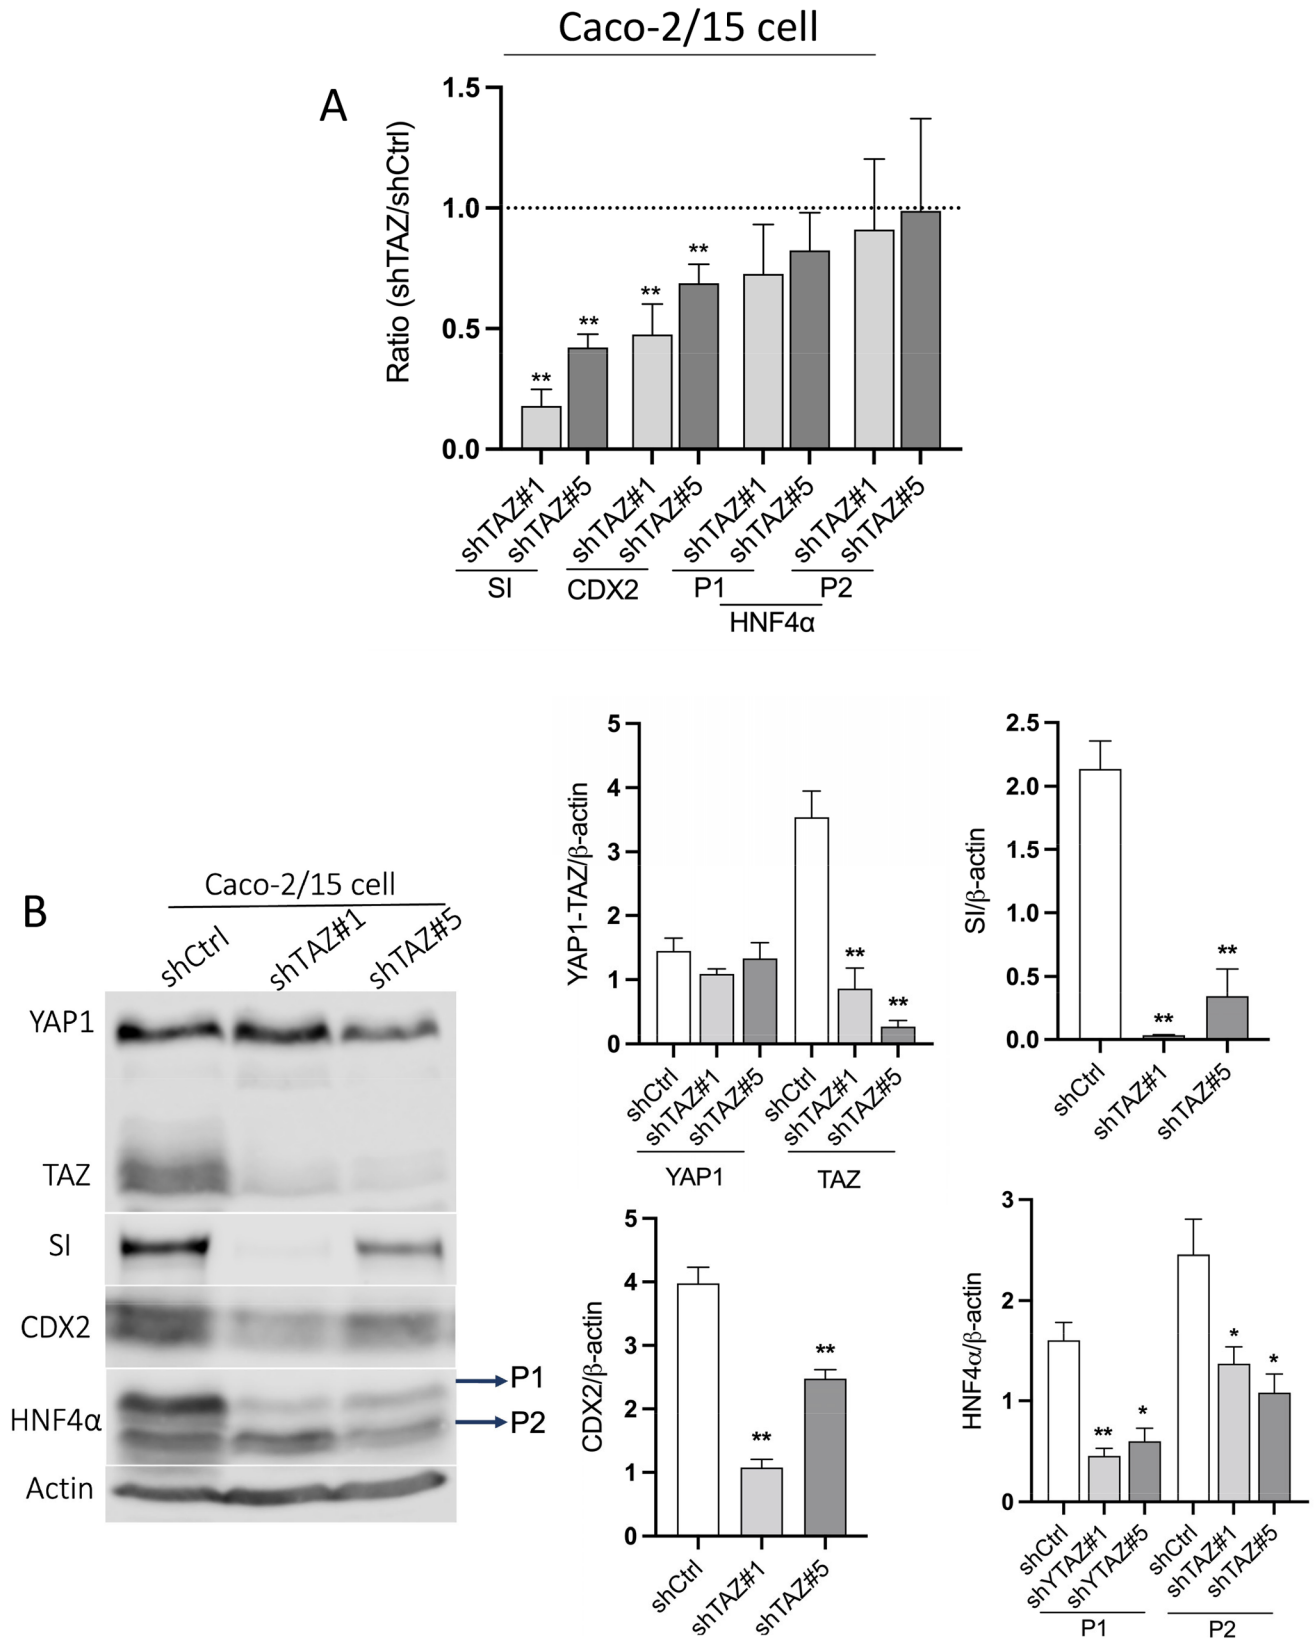 Caco-2/15 cell
A
Ratio (shTAZ/shCtrl)
1.5
1.0
0.5
0.0
** ** ** **
shTAZ#1 shTAZ#5 shTAZ#1 shTAZ#5 shTAZ#1 shTAZ#5 shTAZ#1 shTAZ#5
SI CDX2 P1 P2
HNF4α
B
Caco-2/15 cell
shCtrl shTAZ#1 shTAZ#5
YAP1
TAZ
SI
CDX2
HNF4α
P1
P2
Actin
YAP1-TAZ/β-actin
5
4
3
2
1
0
** **
shCtrl shTAZ#1 shTAZ#5 shCtrl shTAZ#1 shTAZ#5
YAP1 TAZ
SI/β-actin
2.5
2.0
1.5
1.0
0.5
0.0
** **
shCtrl shTAZ#1 shTAZ#5
CDX2/β-actin
5
4
3
2
1
0
** **
shCtrl shTAZ#1 shTAZ#5
HNF4α/β-actin
3
2
1
0
** * * *
shCtrl shYTAZ#1 shYTAZ#5 shCtrl shTAZ#1 shTAZ#5
P1 P2